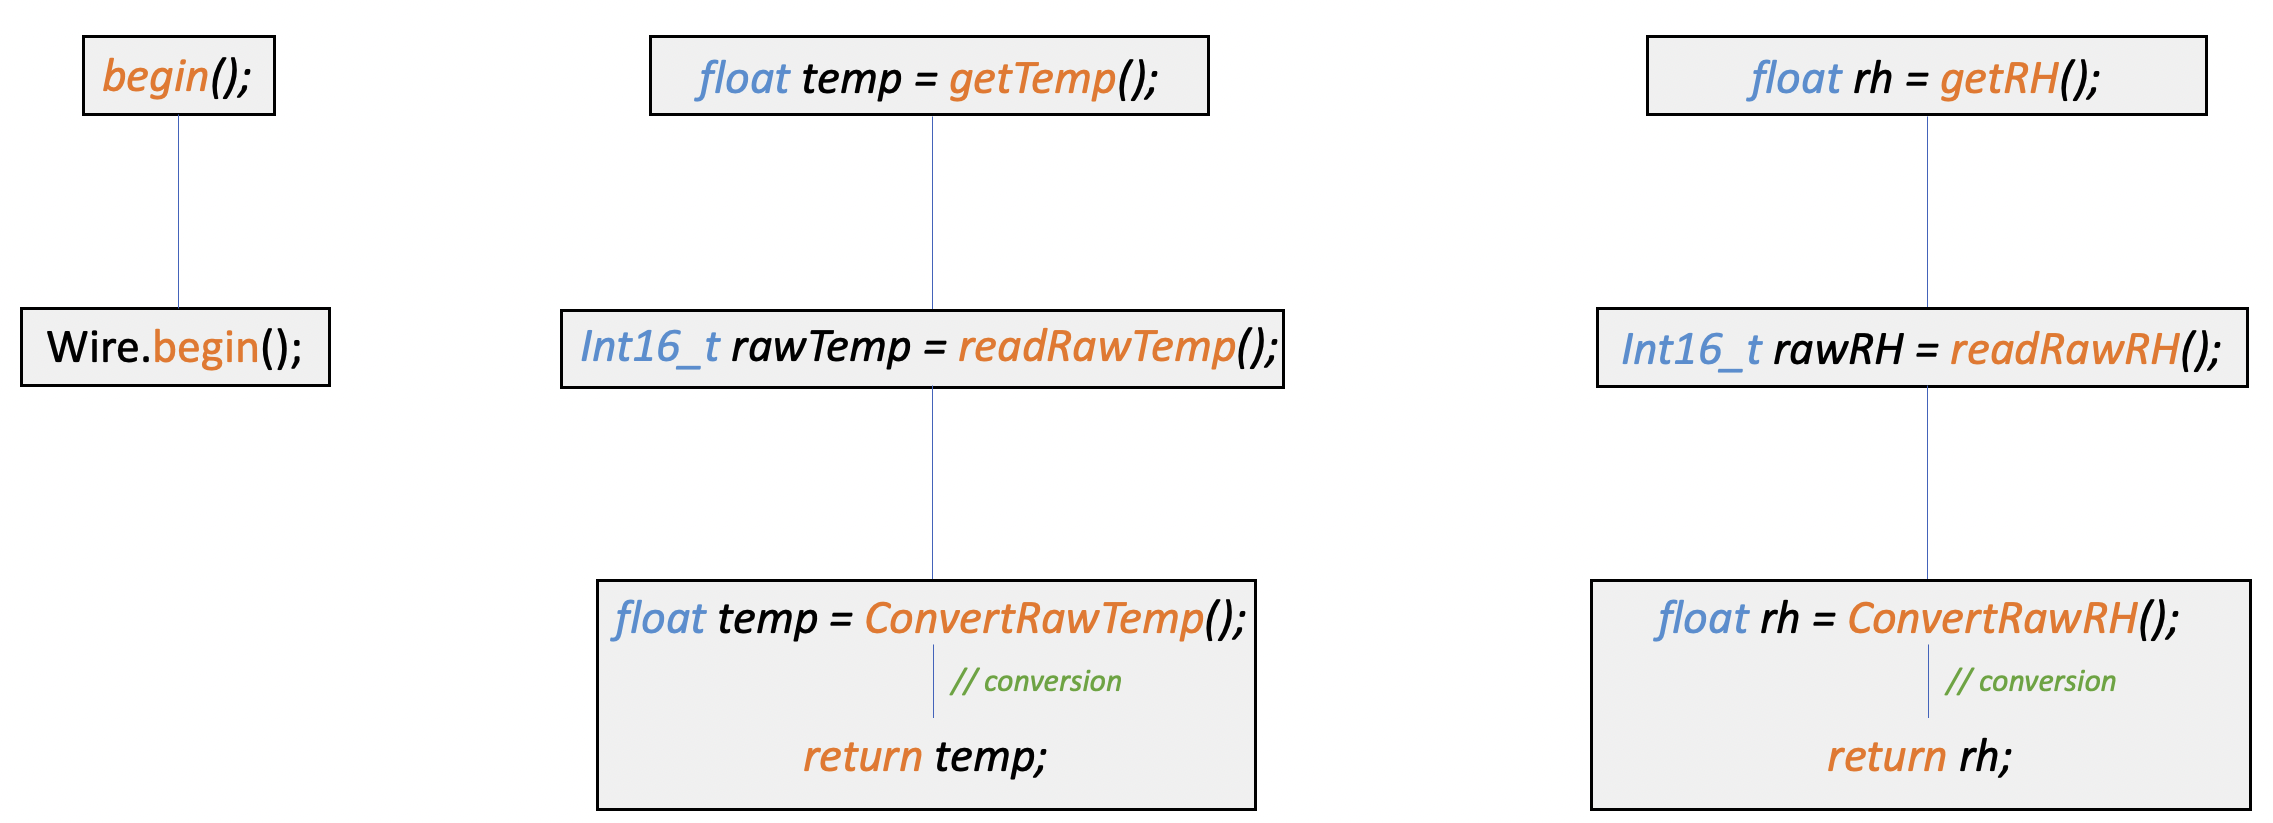 begin();
float temp = getTemp();
float rh = getRH();
Wire.begin();
Int16_t rawTemp = readRawTemp();
Int16_t rawRH = readRawRH();
float temp = ConvertRawTemp();
// conversion
return temp;
float rh = ConvertRawRH();
// conversion
return rh;